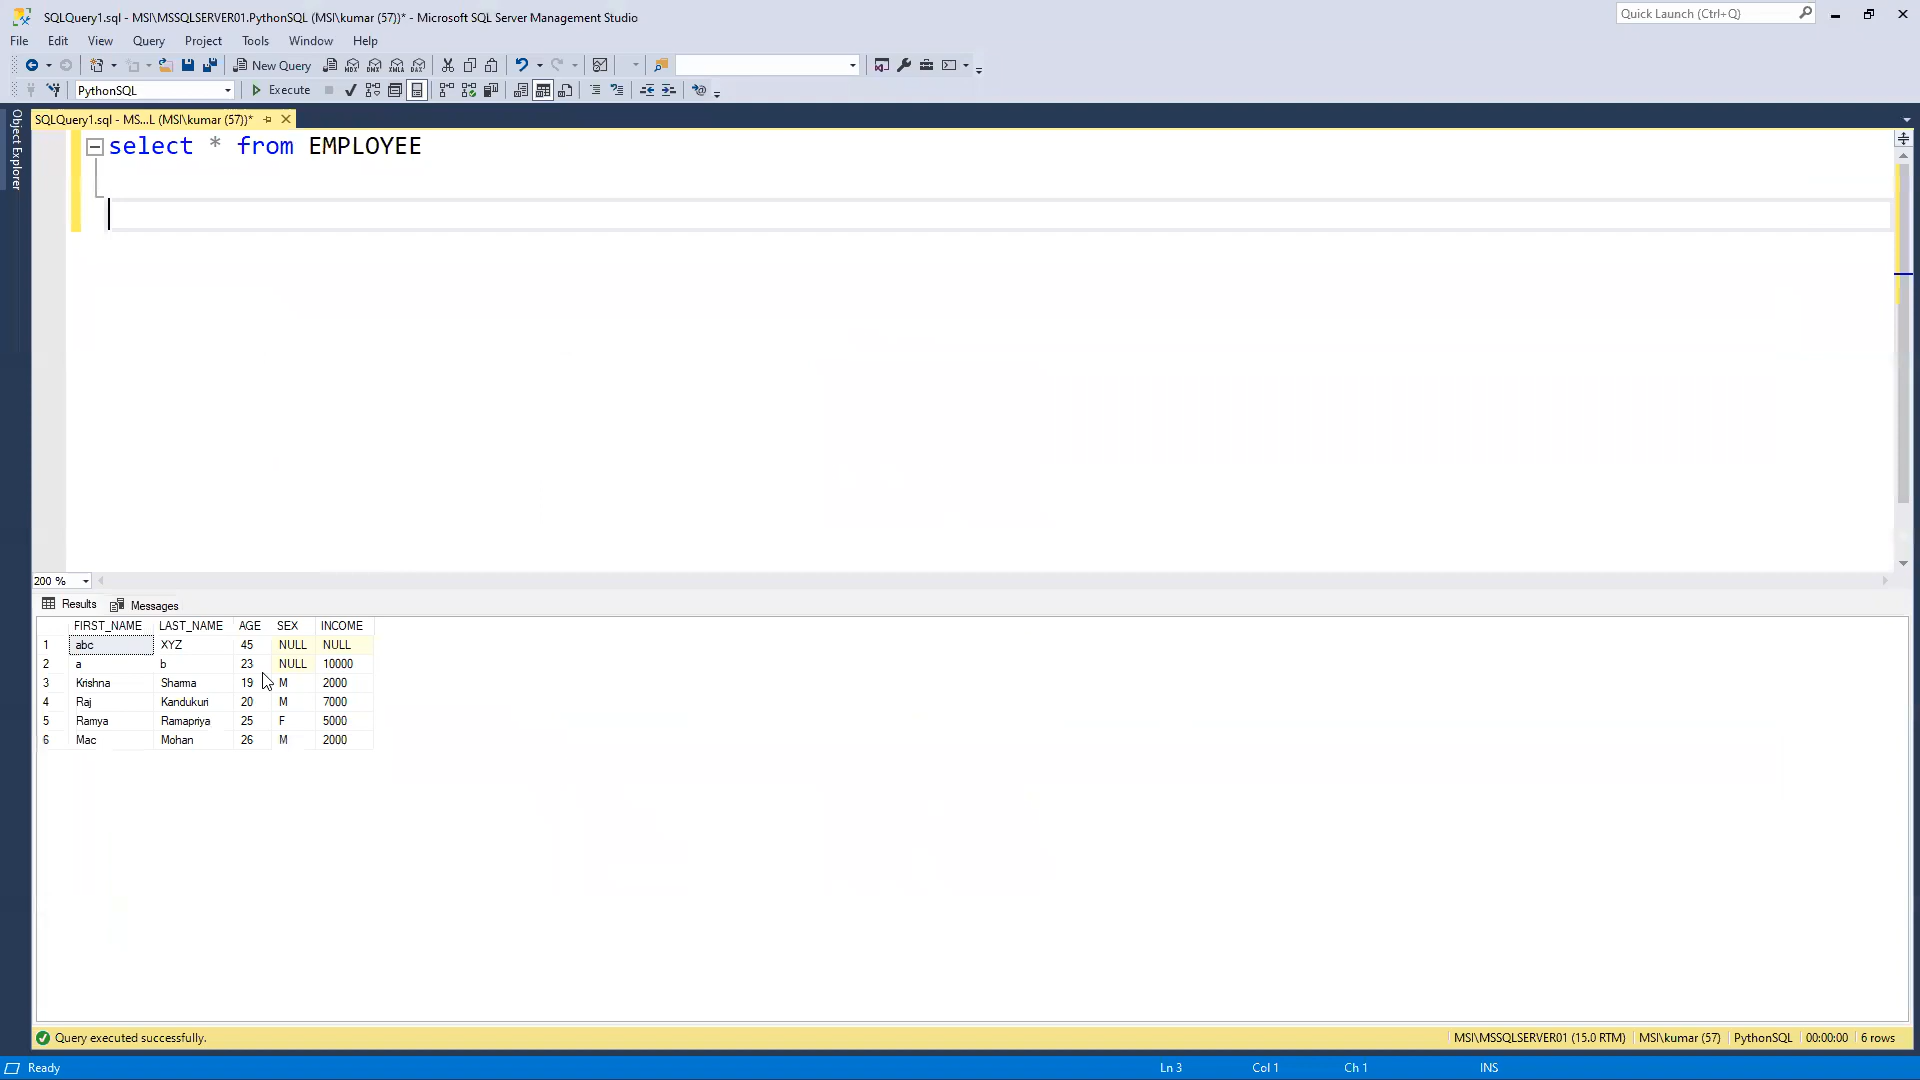 SQLQuery1.sql - MSI\MSSQLSERVER01.PythonSQL (MSI\kumar (57))* - Microsoft SQL Server Management Studio
Quick Launch (Ctrl+Q)
File Edit View Query Project Tools Window Help
New Query
PythonSQL Execute
SQLQuery1.sql - MS...L (MSI\kumar (57))*
Object Explorer
select * from EMPLOYEE
200 %
Results Messages
FIRST_NAME LAST_NAME AGE SEX INCOME
1 abc XYZ 45 NULL NULL
2 a b 23 NULL 10000
3 Krishna Sharma 19 M 2000
4 Raj Kandukuri 20 M 7000
5 Ramya Ramapriya 25 F 5000
6 Mac Mohan 26 M 2000
Query executed successfully. MSI\MSSQLSERVER01 (15.0 RTM) MSI\kumar (57) PythonSQL 00:00:00 6 rows
Ready Ln 3 Col 1 Ch 1 INS